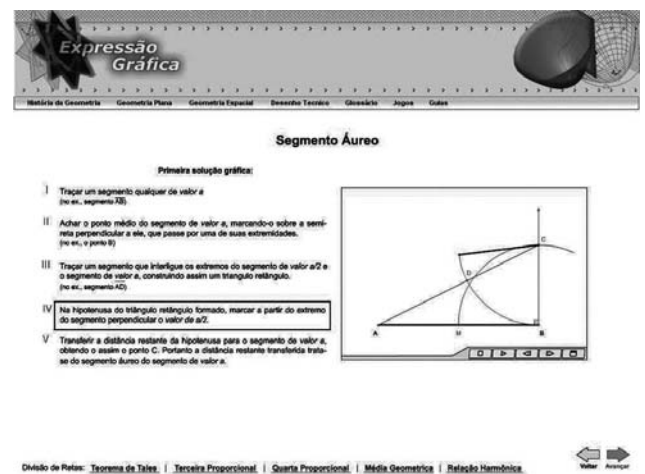 Expressão
Gráfica
História da Geometria Geometria Plana Geometria Espacial Desenho Tecnico Glossário Jogos Guias
Segmento Áureo
Primeira solução gráfica:
I Traçar um segmento qualquer de valor a
(no ex., segmento AB)
II Achar o ponto médio do segmento de valor a, marcando-o sobre a semi-
reta perpendicular a ele, que passe por uma de suas extremidades.
(no ex., o ponto B)
III Traçar um segmento que interligue os extremos do segmento de valor a/2 e
o segmento de valor a, construindo assim um triangulo retângulo.
(no ex., segmento AD)
IV Na hipotenusa do triângulo retângulo formado, marcar a partir do extremo
do segmento perpendicular o valor de a/2.
V Transferir a distância restante da hipotenusa para o segmento de valor a,
obtendo o assim o ponto C. Portanto a distância restante transferida trata-
se do segmento áureo do segmento de valor a.
C
D
A M B
Voltar Avançar
Divisão de Retas: Teorema de Tales | Terceira Proporcional | Quarta Proporcional | Média Geometrica | Relação Harmônica